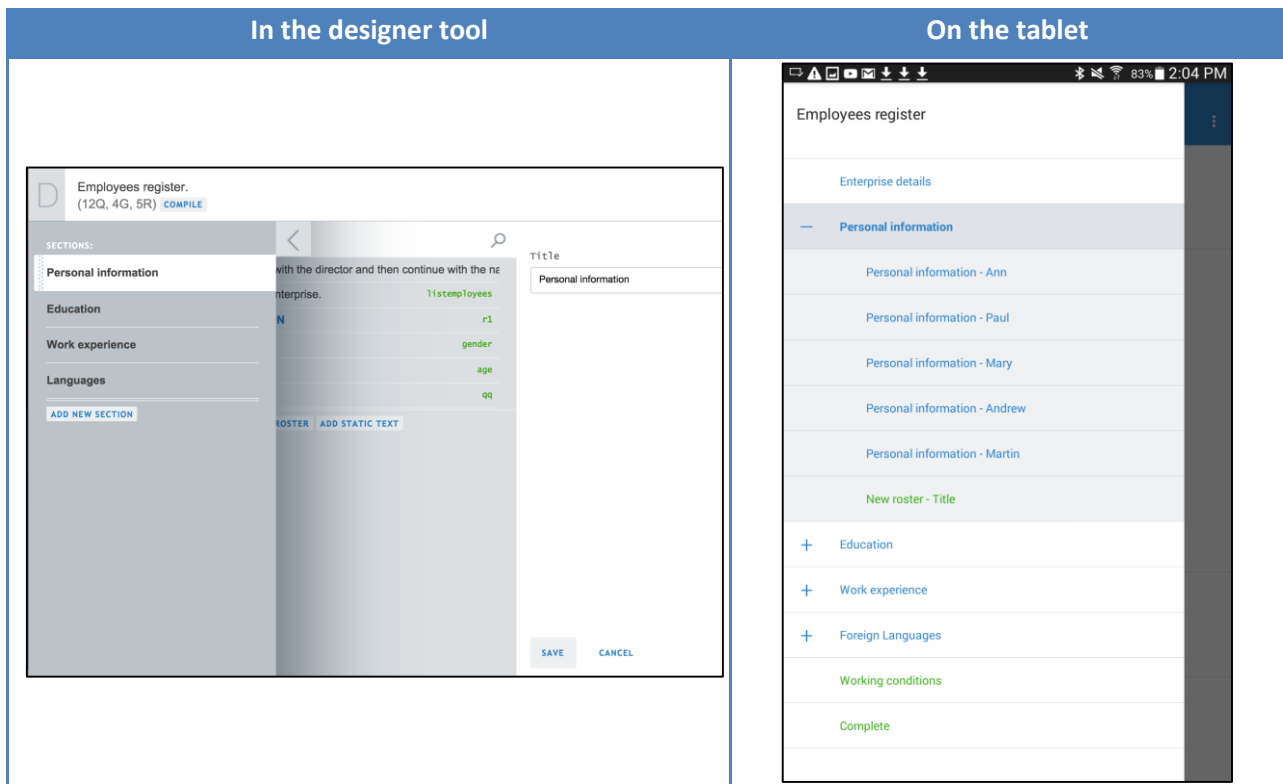 In the designer tool
On the tablet
D
Employees register.
(12Q, 4G, 5R) COMPILE
SECTIONS:
Personal information
Education
Work experience
Languages
ADD NEW SECTION
with the director and then continue with the na
nterprise. listemployees
N r1
gender
age
qq
ROSTER ADD STATIC TEXT
Title
Personal information
SAVE CANCEL
83% 2:04 PM
Employees register
Enterprise details
Personal information
Personal information - Ann
Personal information - Paul
Personal information - Mary
Personal information - Andrew
Personal information - Martin
New roster - Title
Education
Work experience
Foreign Languages
Working conditions
Complete